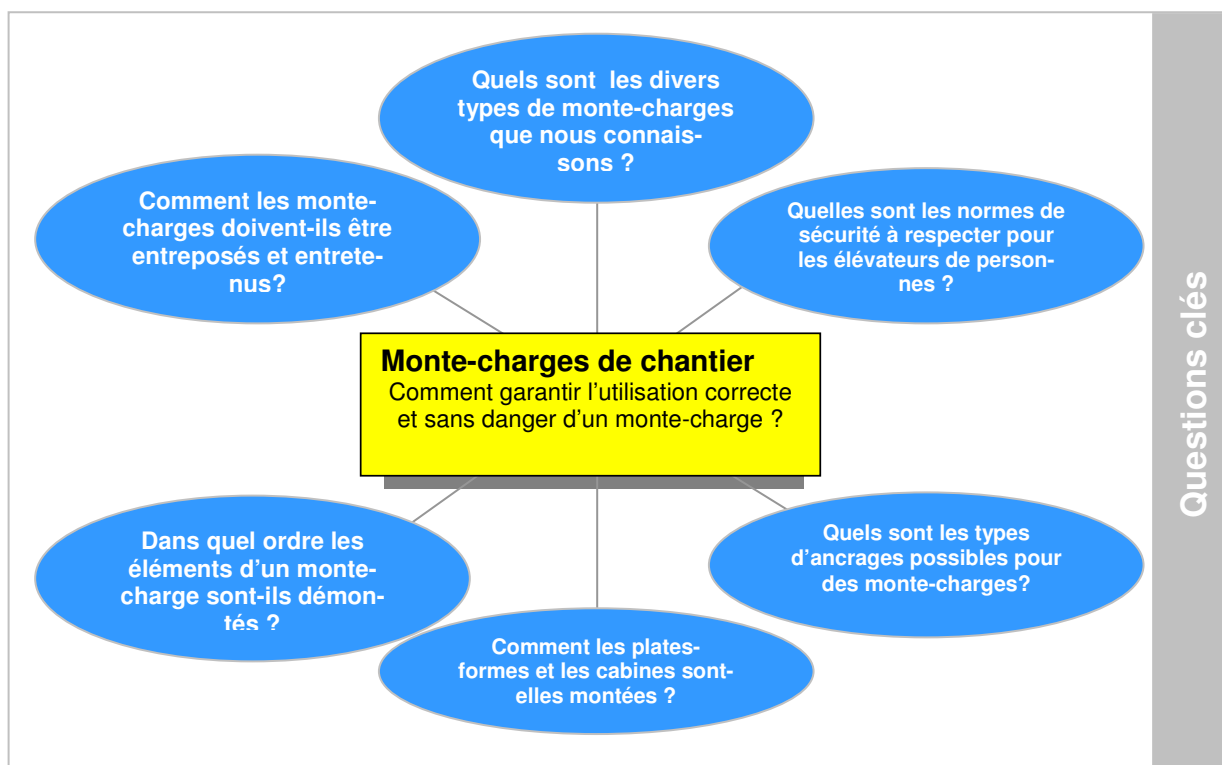 Quels sont les divers
types de monte-charges
que nous connais-
sons ?
Comment les monte-
charges doivent-ils être
entreposés et entrete-
nus?
Quelles sont les normes de
sécurité à respecter pour
les élévateurs de person-
nes ?
Monte-charges de chantier
Comment garantir l’utilisation correcte
et sans danger d’un monte-charge ?
Dans quel ordre les
éléments d’un monte-
charge sont-ils démon-
tés ?
Quels sont les types
d’ancrages possibles pour
des monte-charges?
Comment les plates-
formes et les cabines sont-
elles montées ?
Questions clés